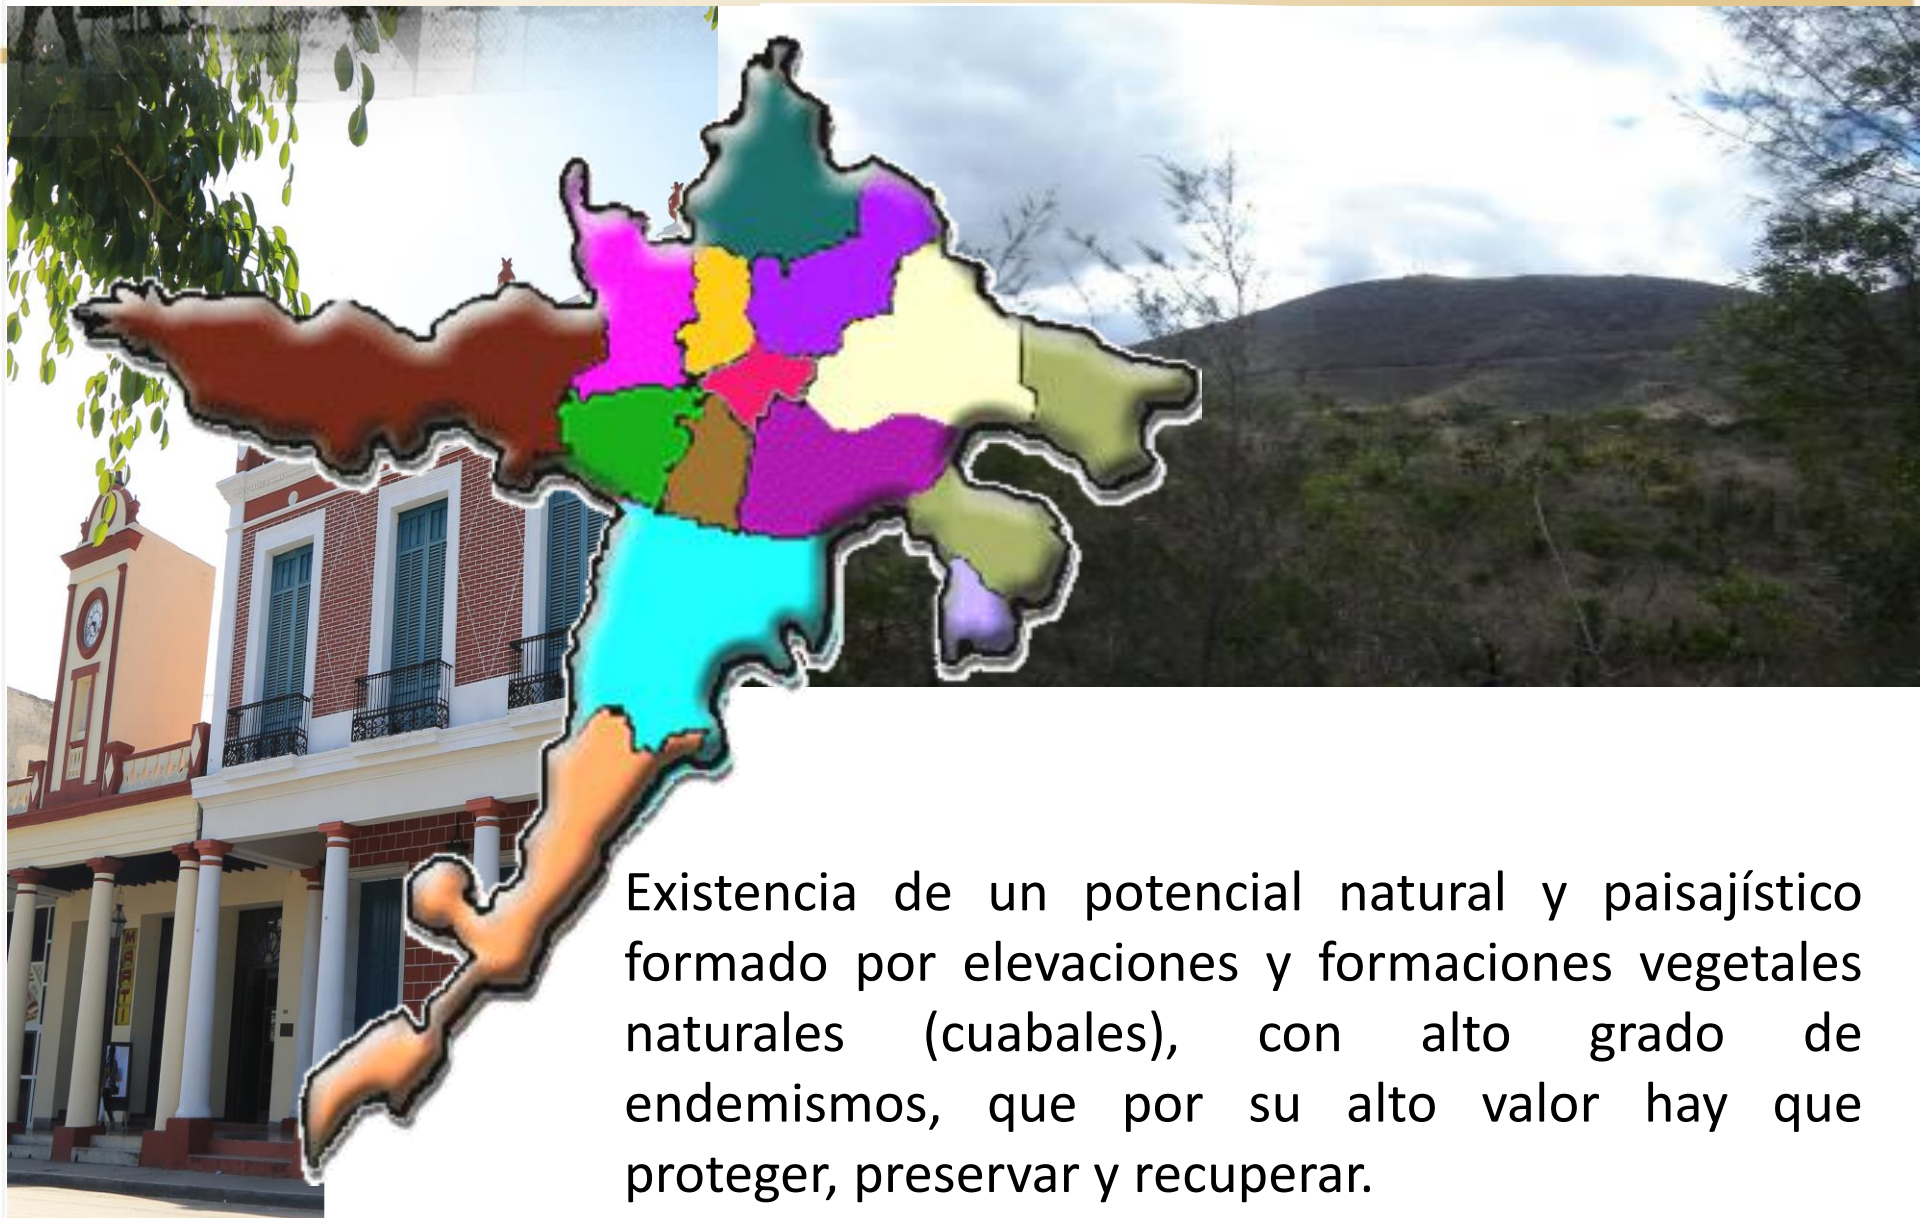 MARTÍ
Existencia de un potencial natural y paisajístico
formado por elevaciones y formaciones vegetales
naturales (cuabales), con alto grado de
endemismos, que por su alto valor hay que
proteger, preservar y recuperar.